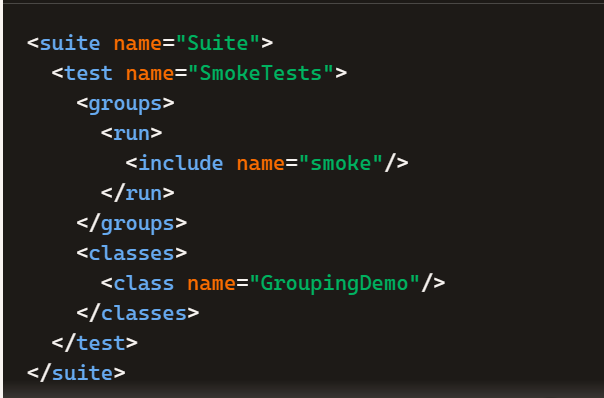 <suite name="Suite">
  <test name="SmokeTests">
    <groups>
      <run>
        <include name="smoke"/>
      </run>
    </groups>
    <classes>
      <class name="GroupingDemo"/>
    </classes>
  </test>
</suite>